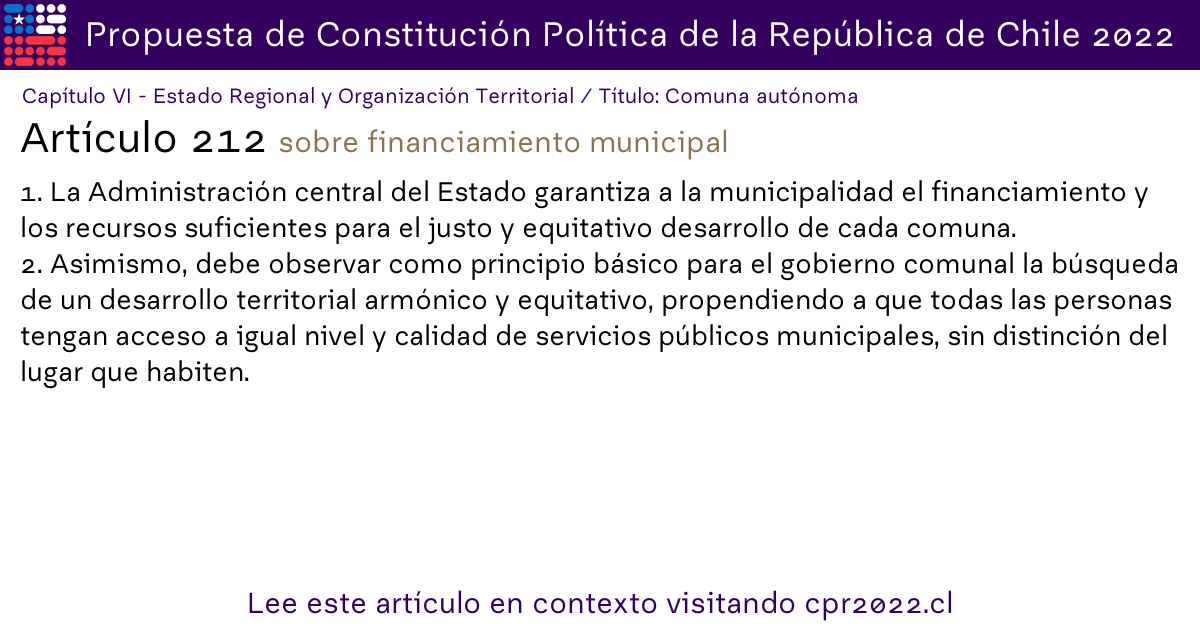 Propuesta de Constitución Política de la República de Chile 2022
Capítulo VI - Estado Regional y Organización Territorial / Título: Comuna autónoma
Artículo 212 sobre financiamiento municipal
1. La Administración central del Estado garantiza a la municipalidad el financiamiento y
los recursos suficientes para el justo y equitativo desarrollo de cada comuna.
2. Asimismo, debe observar como principio básico para el gobierno comunal la búsqueda
de un desarrollo territorial armónico y equitativo, propendiendo a que todas las personas
tengan acceso a igual nivel y calidad de servicios públicos municipales, sin distinción del
lugar que habiten.
Lee este artículo en contexto visitando cpr2022.cl